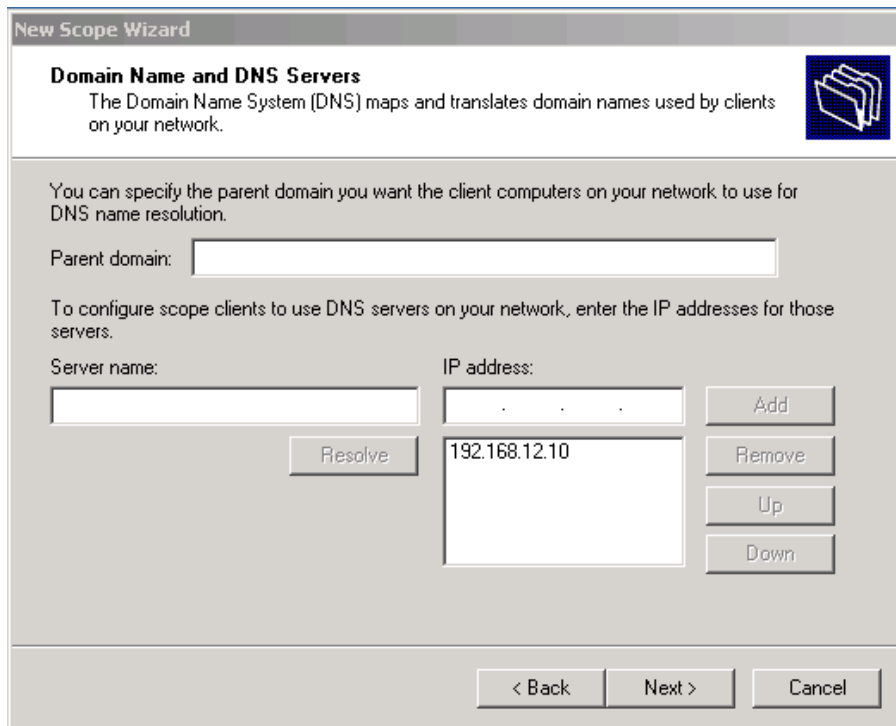 New Scope Wizard
Domain Name and DNS Servers
The Domain Name System (DNS) maps and translates domain names used by clients
on your network.
You can specify the parent domain you want the client computers on your network to use for
DNS name resolution.
Parent domain:
To configure scope clients to use DNS servers on your network, enter the IP addresses for those
servers.
Server name:
IP address:
. . .
Add
Resolve
192.168.12.10
Remove
Up
Down
< Back
Next >
Cancel